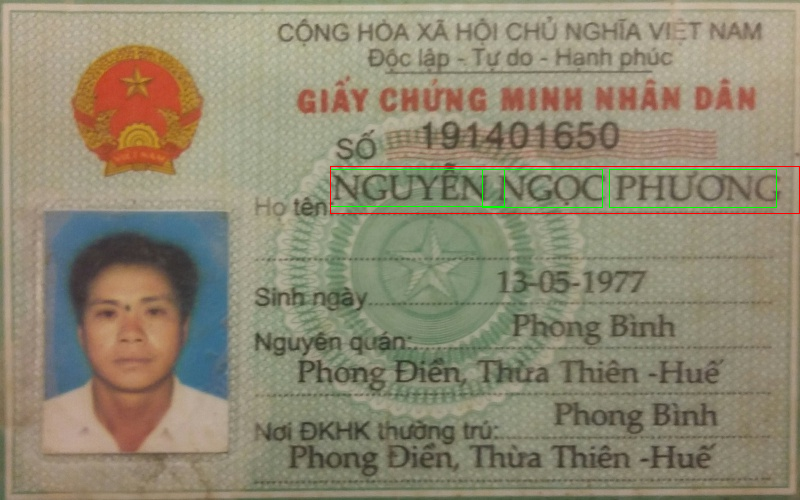 CỘNG HÒA XÃ HỘI CHỦ NGHĨA VIỆT NAM
Độc lập - Tự do - Hạnh phúc
GIẤY CHỨNG MINH NHÂN DÂN
SỐ 191401650
Họ tên NGUYỄN NGỌC PHƯƠNG
Sinh ngày 13-05-1977
Nguyên quán: Phong Bình
Phong Điền, Thừa Thiên -Huế
Nơi ĐKHK thường trú: Phong Bình
Phong Điền, Thừa Thiên -Huế
VIỆT NAM